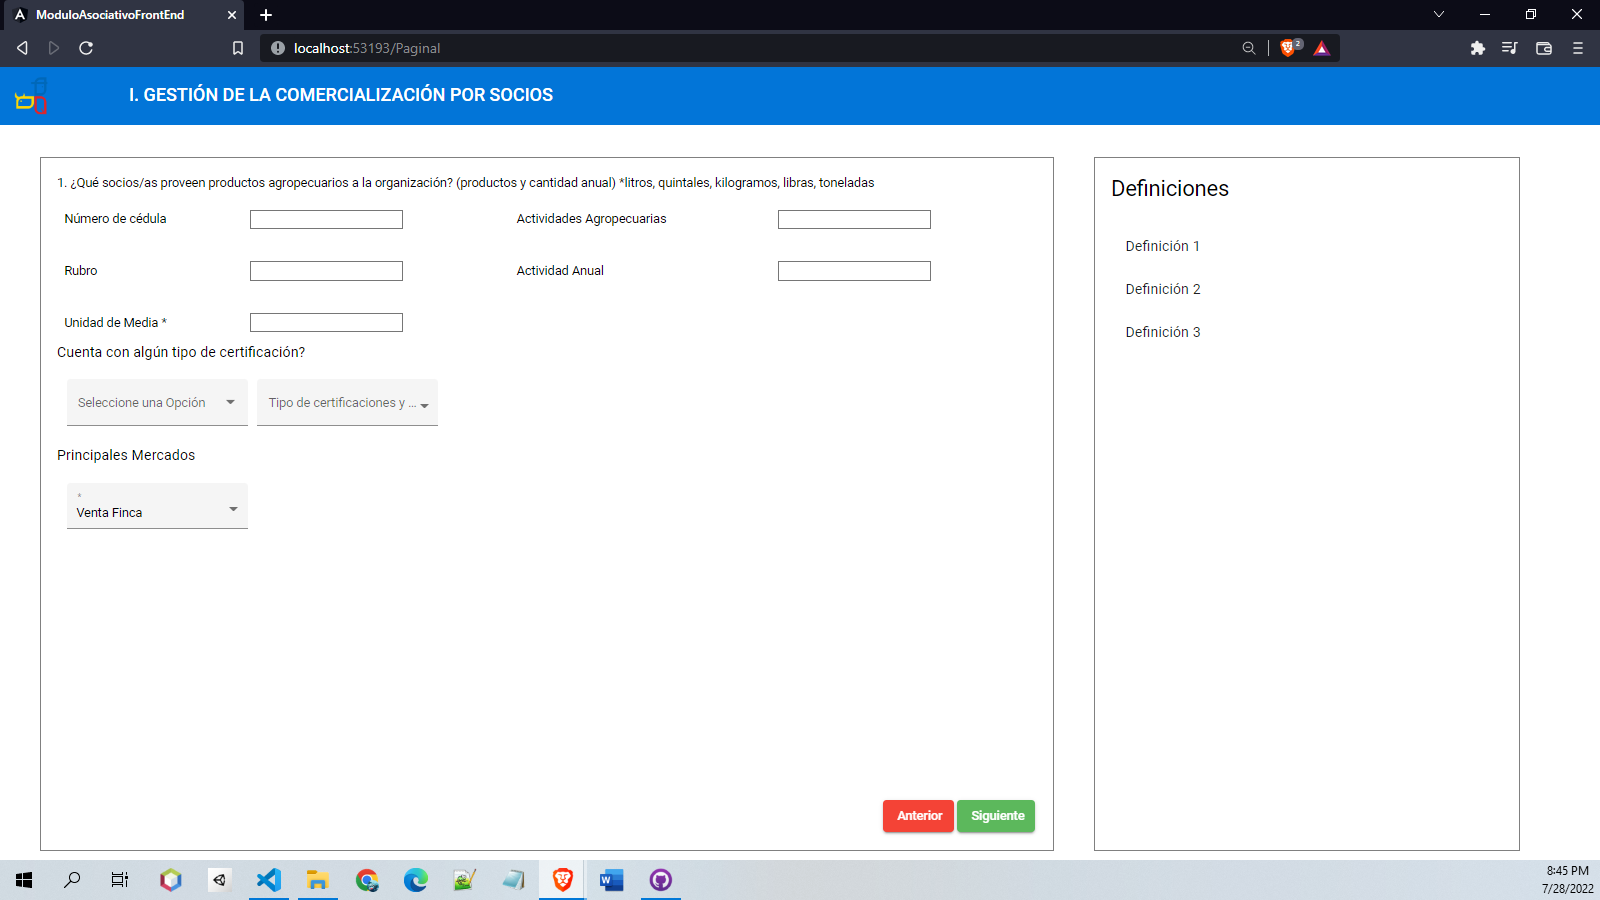 ModuloAsociativoFrontEnd
localhost:53193/Paginal
2
I. GESTIÓN DE LA COMERCIALIZACIÓN POR SOCIOS
1. ¿Qué socios/as proveen productos agropecuarios a la organización? (productos y cantidad anual) *litros, quintales, kilogramos, libras, toneladas
Número de cédula
Actividades Agropecuarias
Rubro
Actividad Anual
Unidad de Media *
Cuenta con algún tipo de certificación?
Seleccione una Opción
Tipo de certificaciones y ...
Principales Mercados
*
Venta Finca
Anterior
Siguiente
Definiciones
Definición 1
Definición 2
Definición 3
8:45 PM
7/28/2022